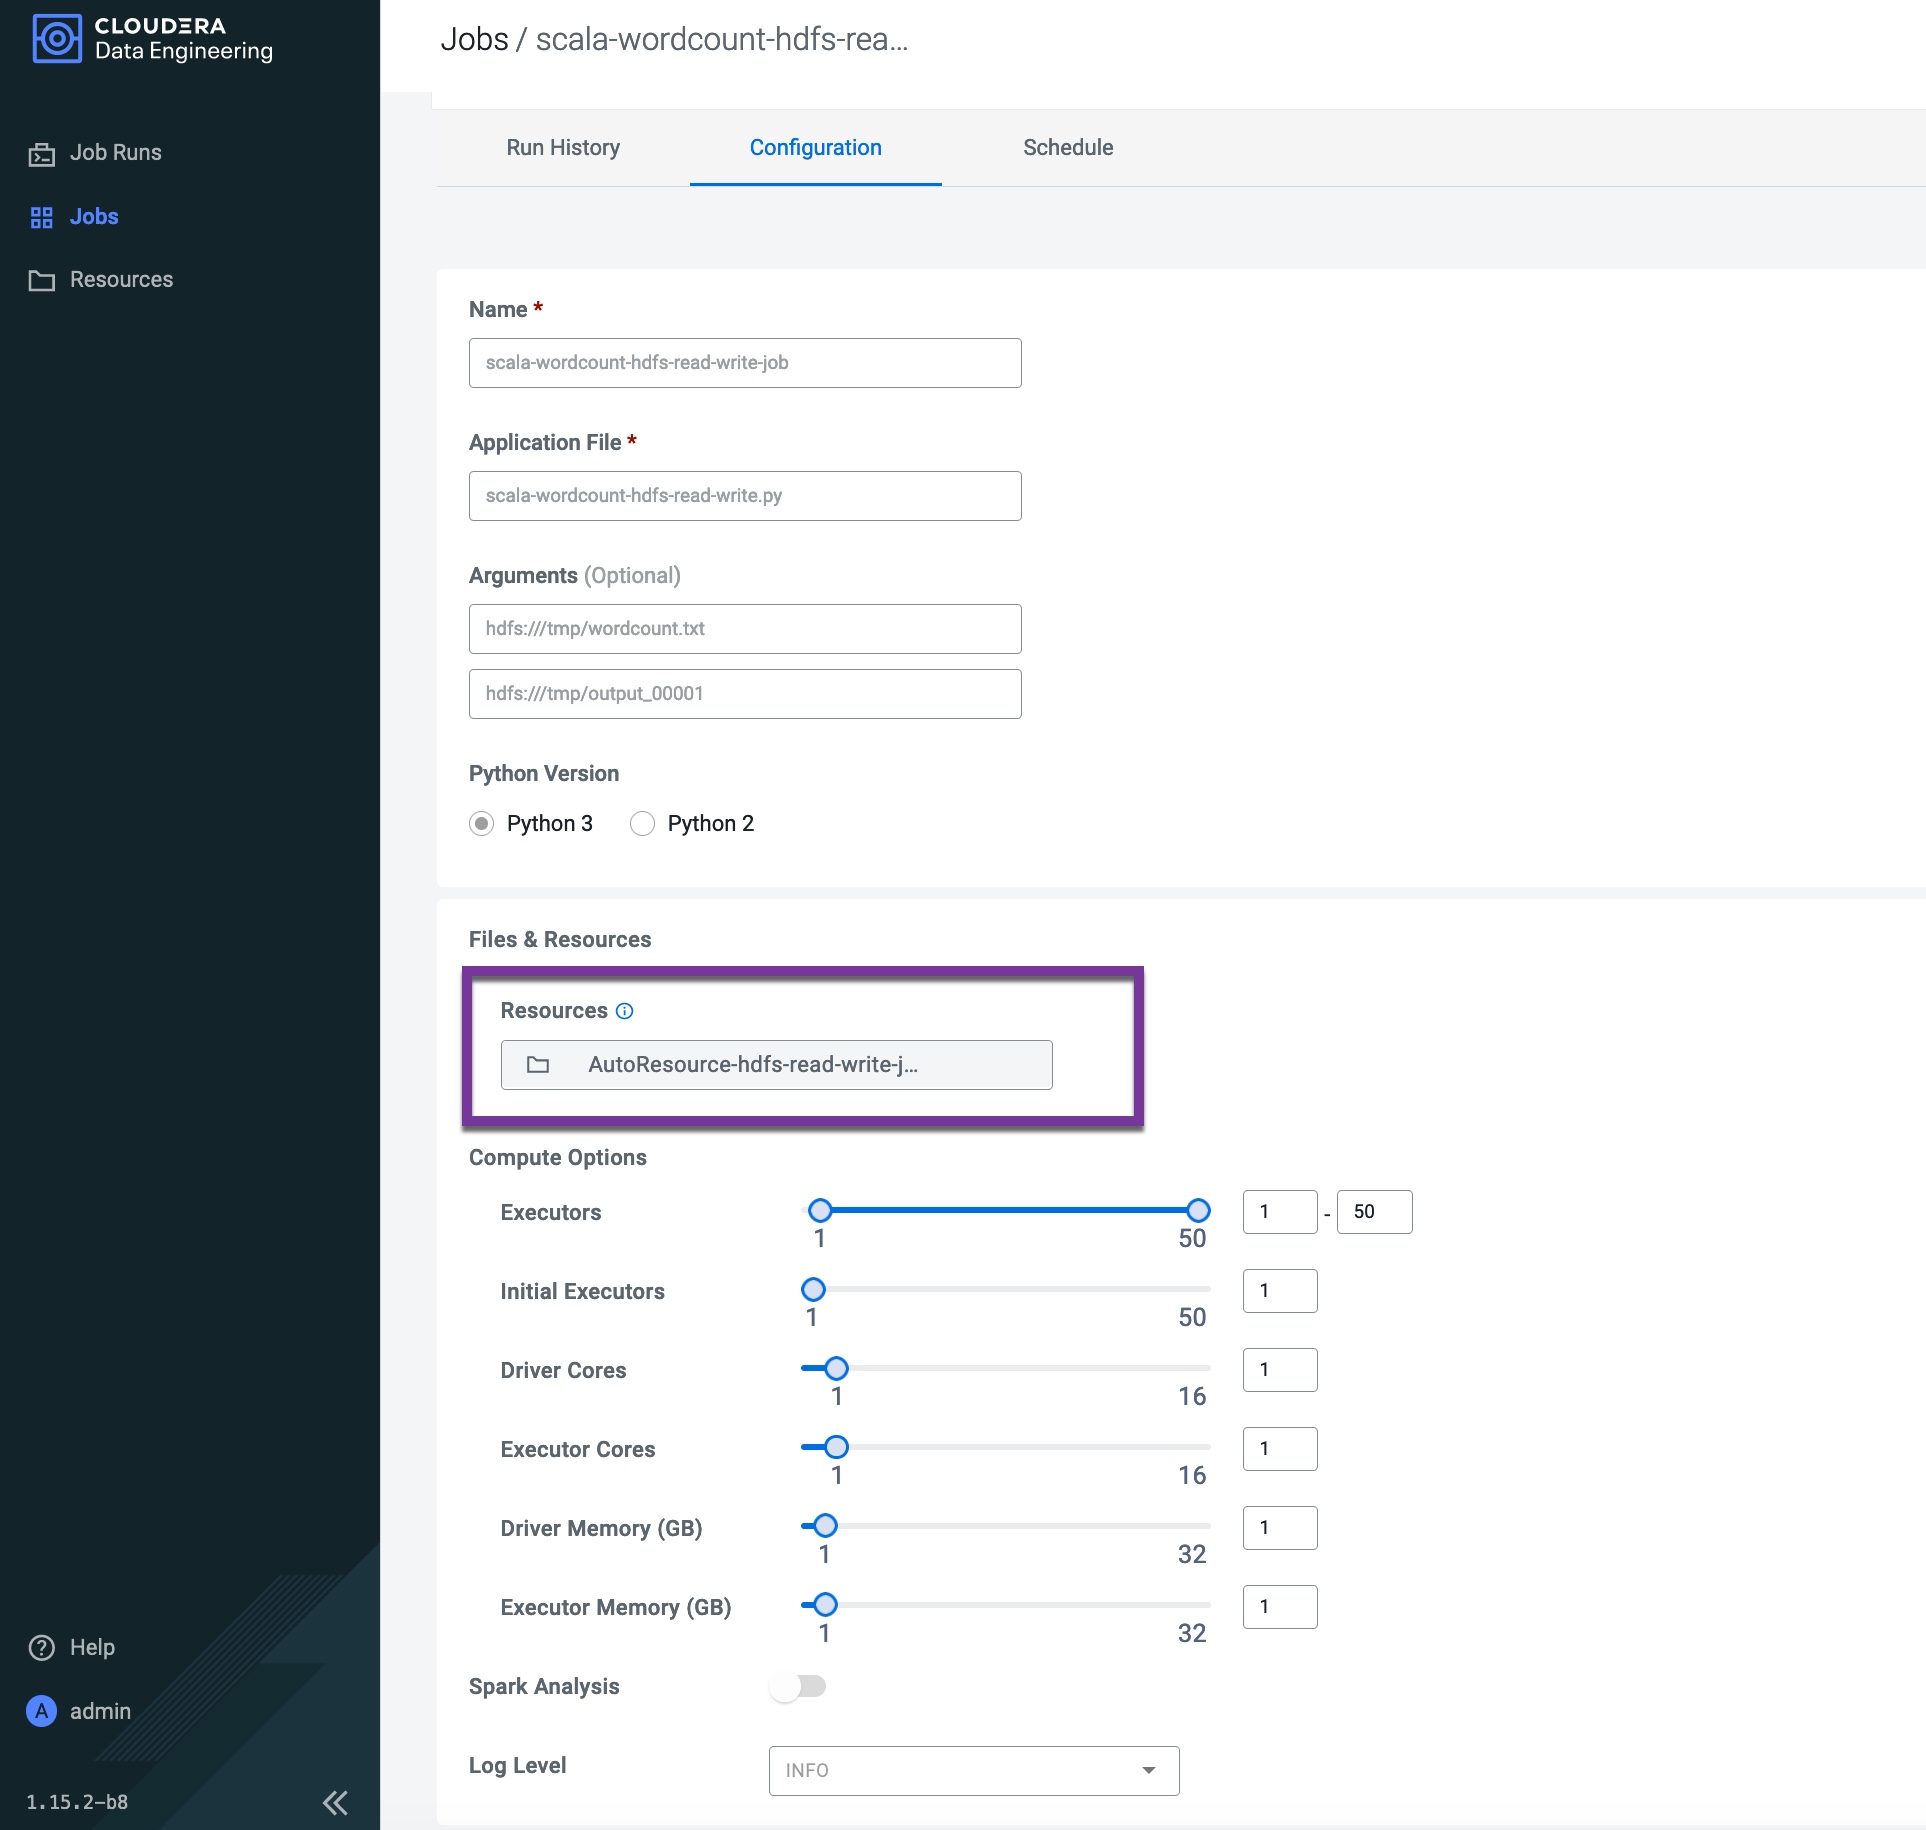 CLOUDERA
Data Engineering
Job Runs
Jobs
Resources
Help
A admin
1.15.2-b8
Jobs / scala-wordcount-hdfs-rea...
Run History Configuration Schedule
Name *
scala-wordcount-hdfs-read-write-job
Application File *
scala-wordcount-hdfs-read-write.py
Arguments (Optional)
hdfs:///tmp/wordcount.txt
hdfs:///tmp/output_00001
Python Version
Python 3 Python 2
Files & Resources
Resources
AutoResource-hdfs-read-write-j...
Compute Options
Executors 1 50 1 - 50
Initial Executors 1 50 1
Driver Cores 1 16 1
Executor Cores 1 16 1
Driver Memory (GB) 1 32 1
Executor Memory (GB) 1 32 1
Spark Analysis
Log Level INFO